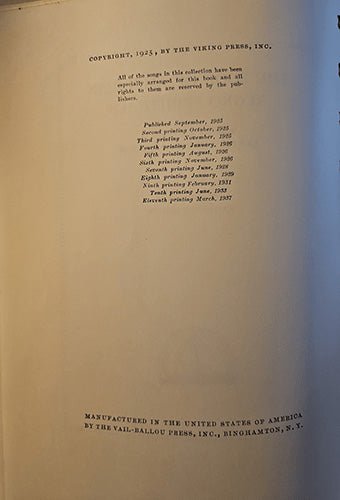 COPYRIGHT, 1925, BY THE VIKING PRESS, INC.
All of the songs in this collection have been
especially arranged for this book and all
rights to them are reserved by the pub-
lishers.
Published September, 1925
Second printing October, 1925
Third printing November, 1925
Fourth printing January, 1926
Fifth printing August, 1926
Sixth printing November, 1926
Seventh printing June, 1928
Eighth printing January, 1929
Ninth printing February, 1931
Tenth printing June, 1933
Eleventh printing March, 1937
MANUFACTURED IN THE UNITED STATES OF AMERICA
BY THE VAIL-BALLOU PRESS, INC., BINGHAMTON, N. Y.